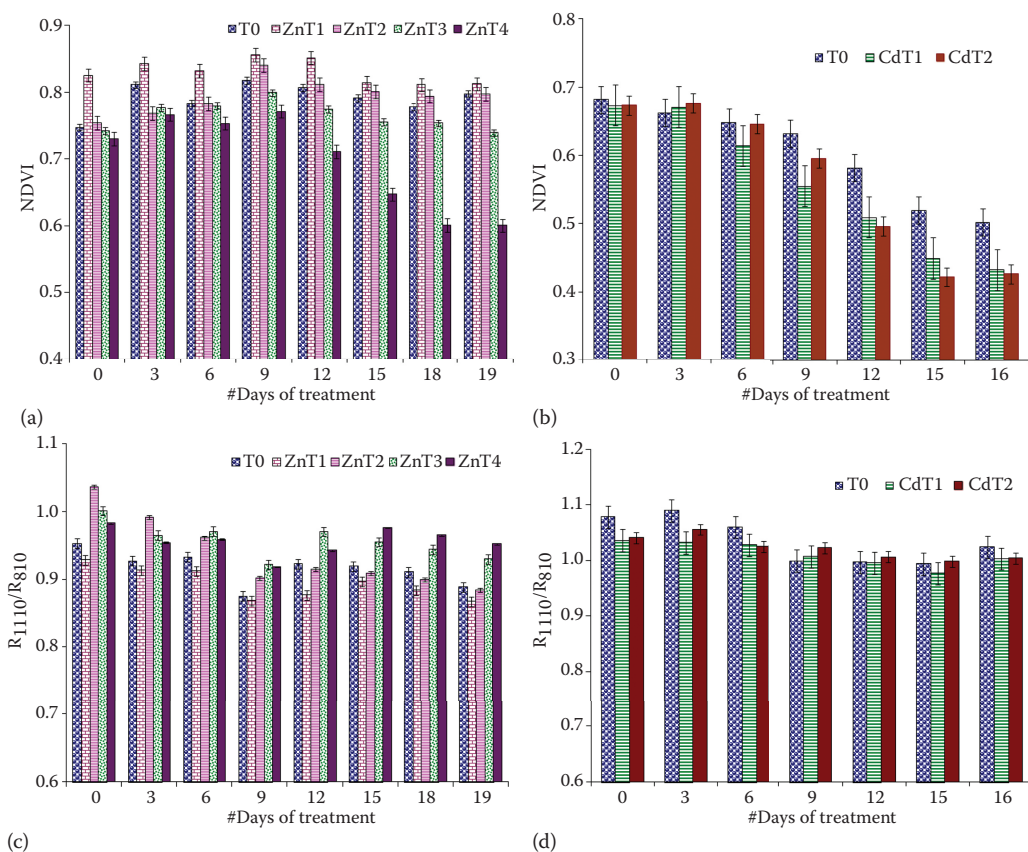 T0 ZnT1 ZnT2 ZnT3 ZnT4
0.9
0.8
0.7
0.6
0.5
0.4
NDVI
0 3 6 9 12 15 18 19
#Days of treatment
(a)
T0 CdT1 CdT2
0.8
0.7
0.6
0.5
0.4
0.3
NDVI
0 3 6 9 12 15 16
#Days of treatment
(b)
T0 ZnT1 ZnT2 ZnT3 ZnT4
1.1
1.0
0.9
0.8
0.7
0.6
R1110/R810
0 3 6 9 12 15 18 19
#Days of treatment
(c)
T0 CdT1 CdT2
1.2
1.1
1.0
0.9
0.8
0.7
0.6
R1110/R810
0 3 6 9 12 15 16
#Days of treatment
(d)